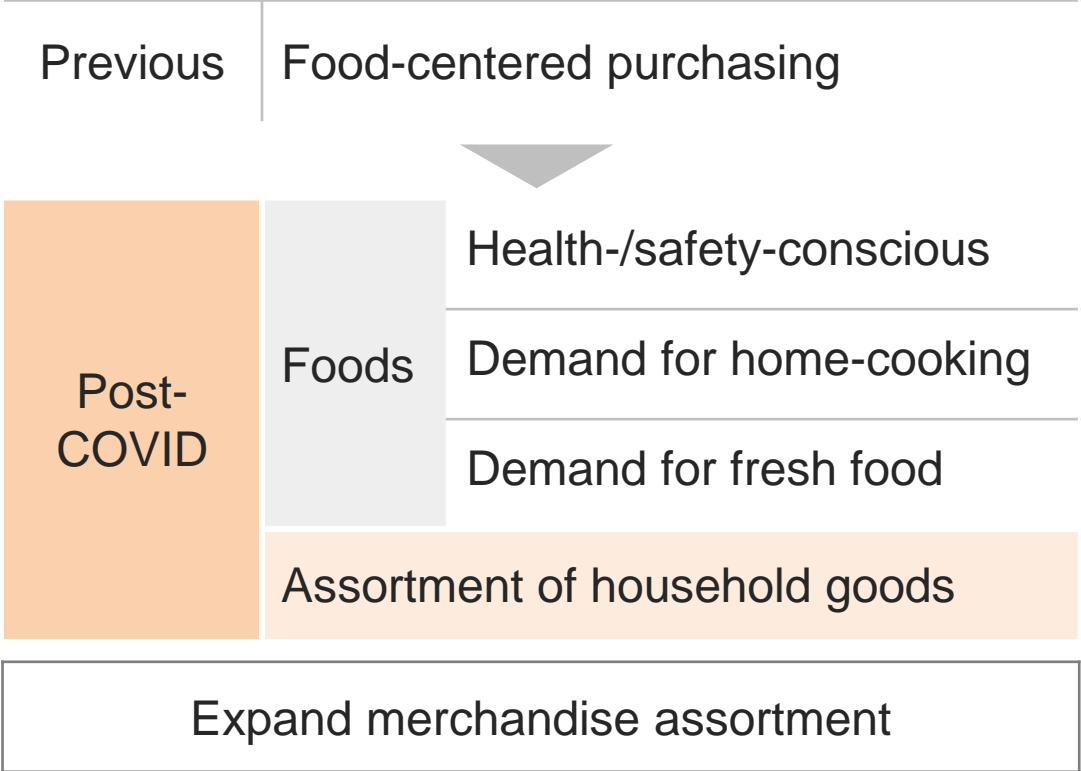 Previous
Food-centered purchasing
Post-
COVID
Foods
Health-/safety-conscious
Demand for home-cooking
Demand for fresh food
Assortment of household goods
Expand merchandise assortment